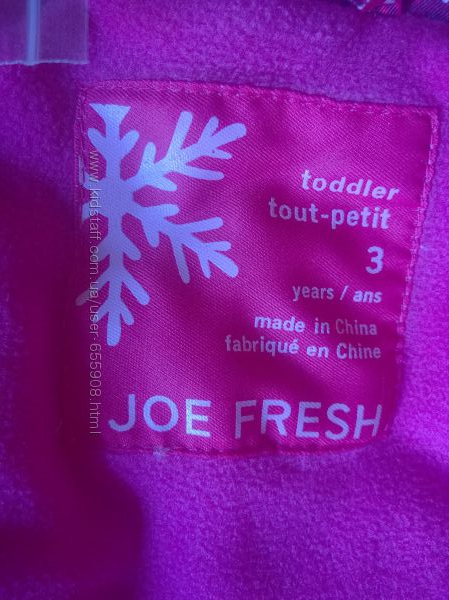 toddler
tout-petit
3
years / ans
made in China
fabriqué en Chine
JOE FRESH
www.kidstaff.com.ua/user-655908.html